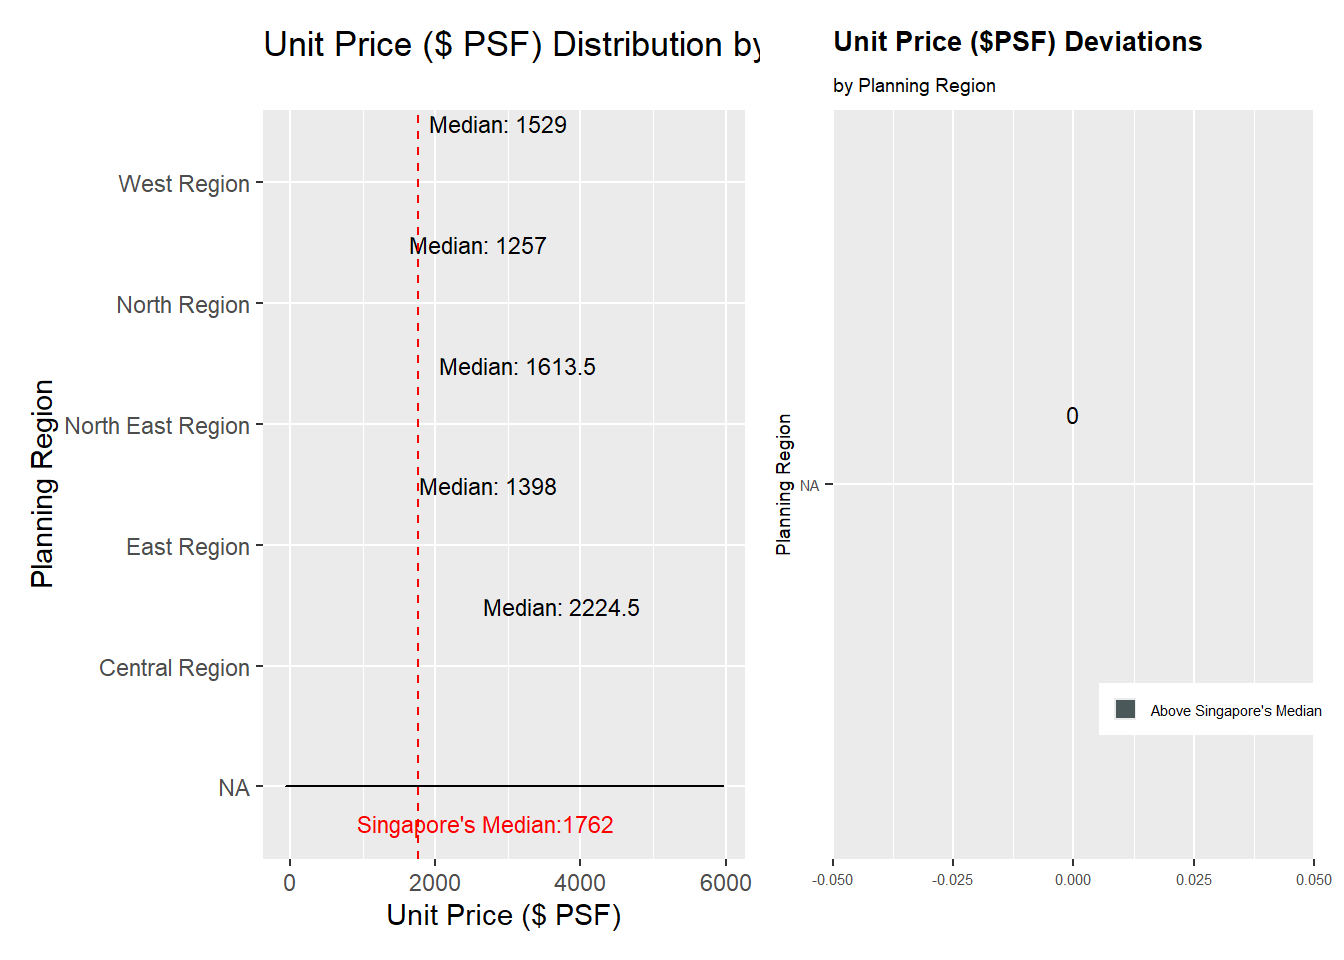 Unit Price ($ PSF) Distribution by
Planning Region
West Region
North Region
North East Region
East Region
Central Region
NA
Median: 1529
Median: 1257
Median: 1613.5
Median: 1398
Median: 2224.5
Singapore's Median:1762
0 2000 4000 6000
Unit Price ($ PSF)
Unit Price ($PSF) Deviations
by Planning Region
Planning Region
NA
0
Above Singapore's Median
-0.050 -0.025 0.000 0.025 0.050